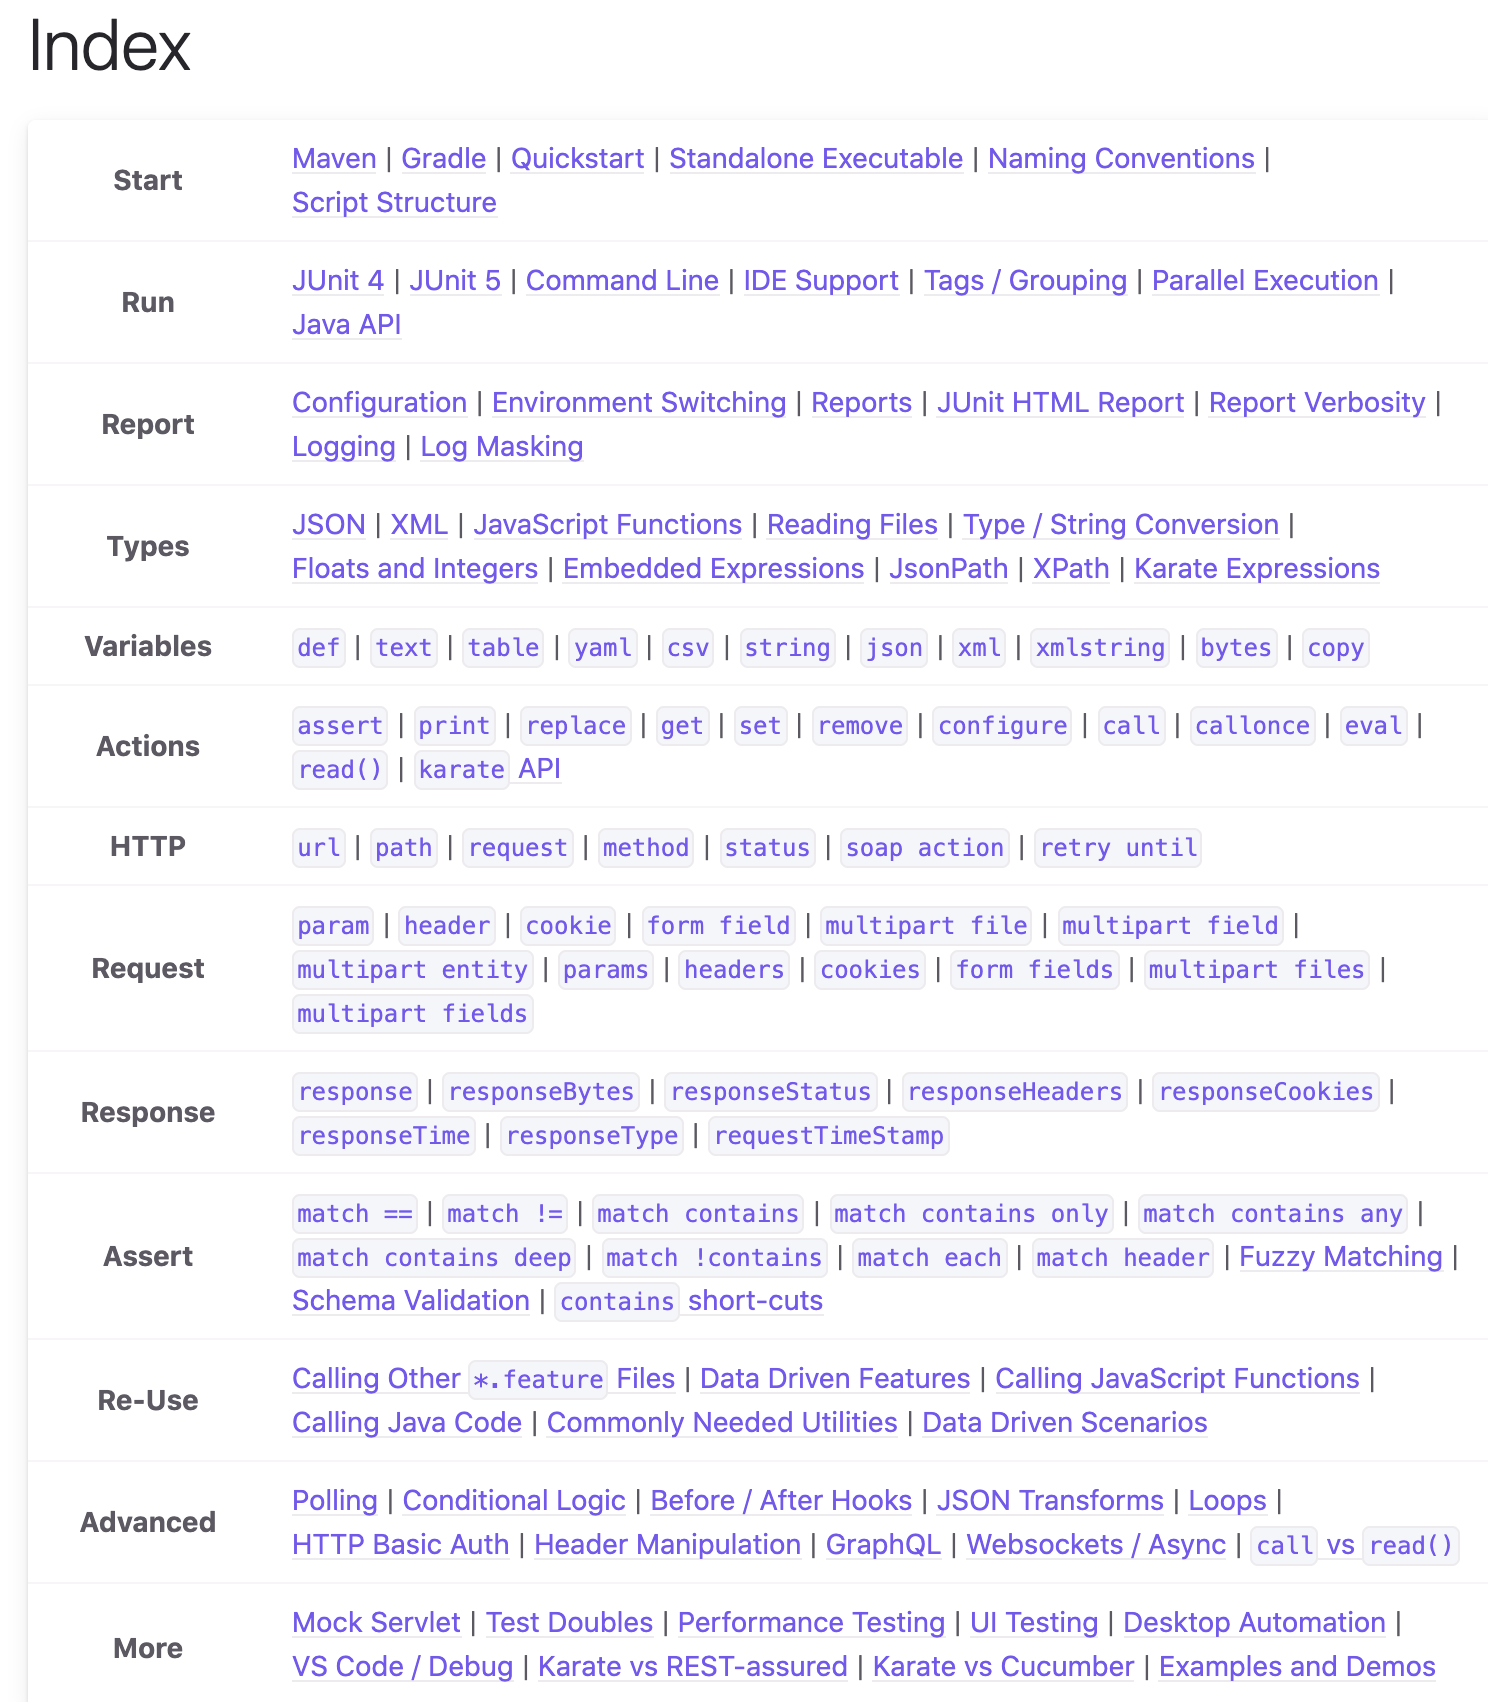 Index
Start
Maven | Gradle | Quickstart | Standalone Executable | Naming Conventions |
Script Structure
Run
JUnit 4 | JUnit 5 | Command Line | IDE Support | Tags / Grouping | Parallel Execution |
Java API
Report
Configuration | Environment Switching | Reports | JUnit HTML Report | Report Verbosity |
Logging | Log Masking
Types
JSON | XML | JavaScript Functions | Reading Files | Type / String Conversion |
Floats and Integers | Embedded Expressions | JsonPath | XPath | Karate Expressions
Variables
def | text | table | yaml | csv | string | json | xml | xmlstring | bytes | copy
Actions
assert | print | replace | get | set | remove | configure | call | callonce | eval |
read() | karate API
HTTP
url | path | request | method | status | soap action | retry until
Request
param | header | cookie | form field | multipart file | multipart field |
multipart entity | params | headers | cookies | form fields | multipart files |
multipart fields
Response
response | responseBytes | responseStatus | responseHeaders | responseCookies |
responseTime | responseType | requestTimeStamp
Assert
match == | match != | match contains | match contains only | match contains any |
match contains deep | match !contains | match each | match header | Fuzzy Matching |
Schema Validation | contains short-cuts
Re-Use
Calling Other *.feature Files | Data Driven Features | Calling JavaScript Functions |
Calling Java Code | Commonly Needed Utilities | Data Driven Scenarios
Advanced
Polling | Conditional Logic | Before / After Hooks | JSON Transforms | Loops |
HTTP Basic Auth | Header Manipulation | GraphQL | Websockets / Async | call vs read()
More
Mock Servlet | Test Doubles | Performance Testing | UI Testing | Desktop Automation |
VS Code / Debug | Karate vs REST-assured | Karate vs Cucumber | Examples and Demos